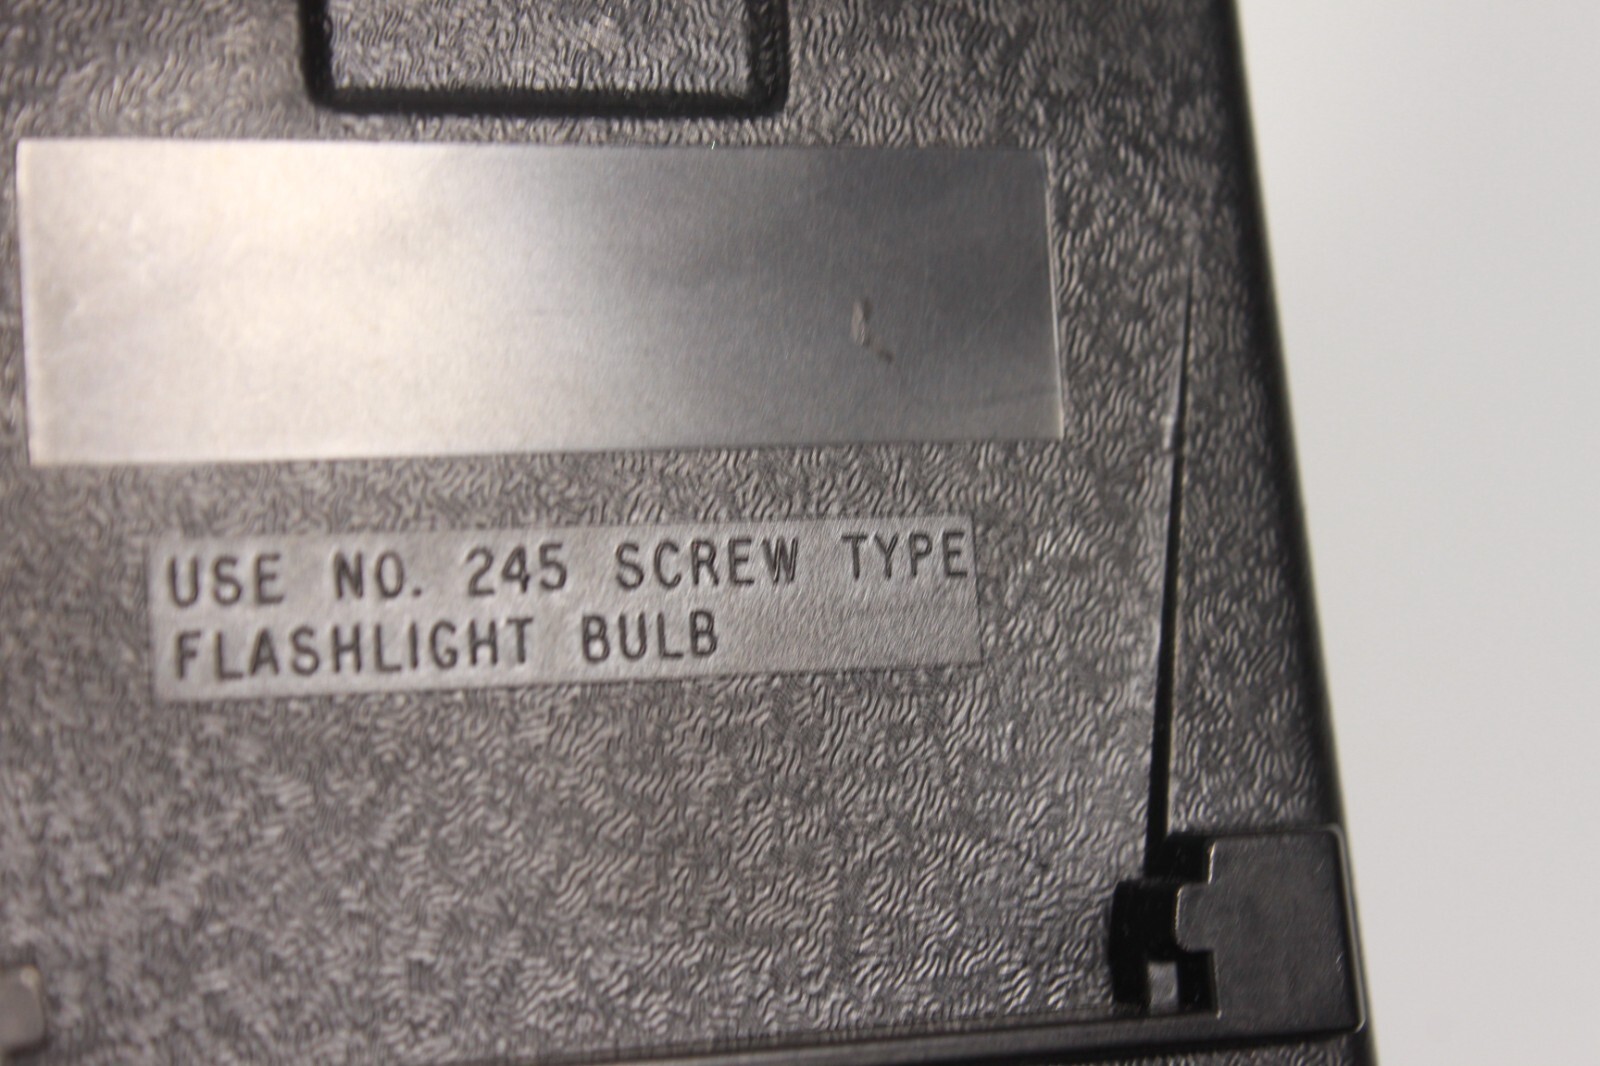 USE NO. 245 SCREW TYPE
FLASHLIGHT BULB